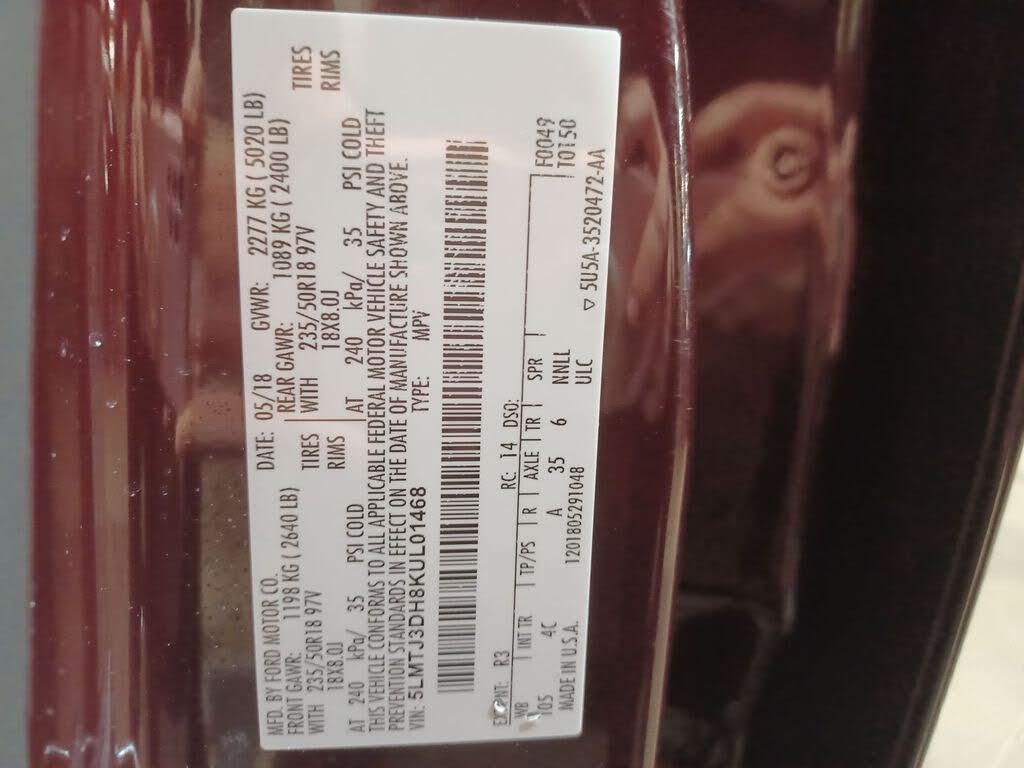 MFD. BY FORD MOTOR CO. DATE: 05/18 GVWR: 2277 KG ( 5020 LB)
FRONT GAWR: 1198 KG ( 2640 LB) REAR GAWR: 1089 KG ( 2400 LB)
WITH 235/50R18 97V TIRES WITH 235/50R18 97V TIRES
18X8.0J RIMS 18X8.0J RIMS
AT 240 kPa/ 35 PSI COLD AT 240 kPa/ 35 PSI COLD
THIS VEHICLE CONFORMS TO ALL APPLICABLE FEDERAL MOTOR VEHICLE SAFETY AND THEFT
PREVENTION STANDARDS IN EFFECT ON THE DATE OF MANUFACTURE SHOWN ABOVE.
VIN: 5LMTJ3DH8KUL01468 TYPE: MPV
PNT: R3 RC: 14 DSO:
WB INT TR TP/PS R AXLE TR SPR F0049
105 4C A 35 6 NNLL T0150
MADE IN U.S.A. 1201805291048 ULC ▽ 5U5A-3520472-AA